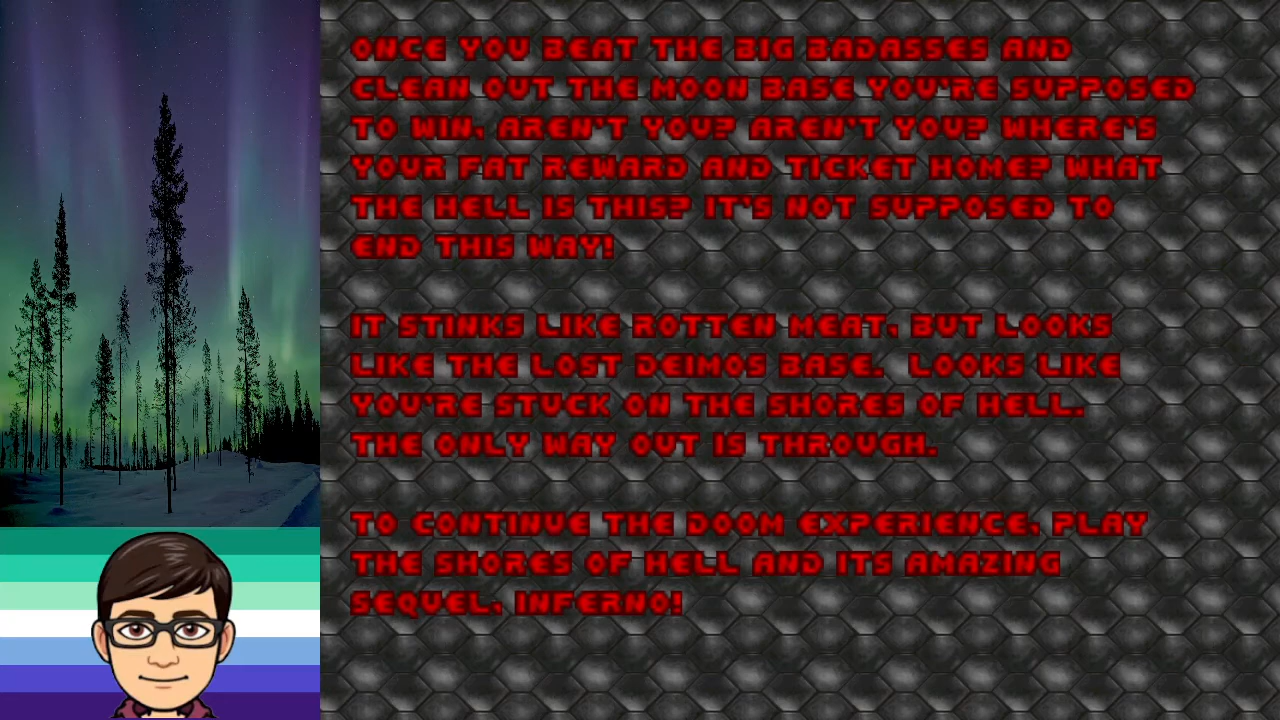 ONCE YOU BEAT THE BIG BADASSES AND
CLEAN OUT THE MOON BASE YOU'RE SUPPOSED
TO WIN, AREN'T YOU? AREN'T YOU? WHERE'S
YOUR FAT REWARD AND TICKET HOME? WHAT
THE HELL IS THIS? IT'S NOT SUPPOSED TO
END THIS WAY!
IT STINKS LIKE ROTTEN MEAT, BUT LOOKS
LIKE THE LOST DEIMOS BASE.  LOOKS LIKE
YOU'RE STUCK ON THE SHORES OF HELL.
THE ONLY WAY OUT IS THROUGH.
TO CONTINUE THE DOOM EXPERIENCE, PLAY
THE SHORES OF HELL AND ITS AMAZING
SEQUEL, INFERNO!